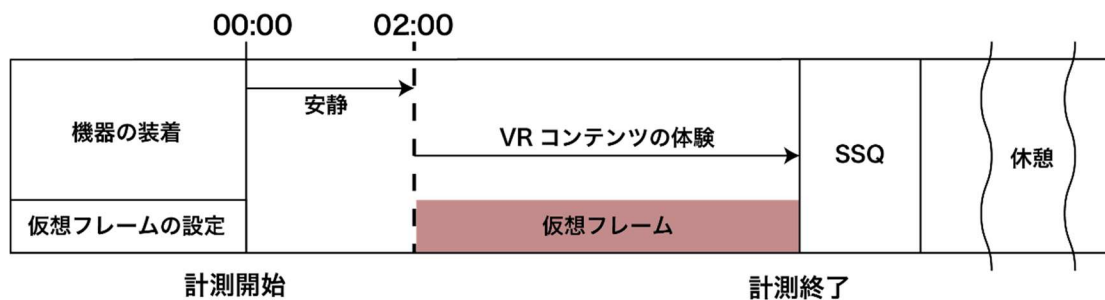 00:00
02:00
機器の装着
安静
VR コンテンツの体験
SSQ
休憩
仮想フレームの設定
仮想フレーム
計測開始
計測終了